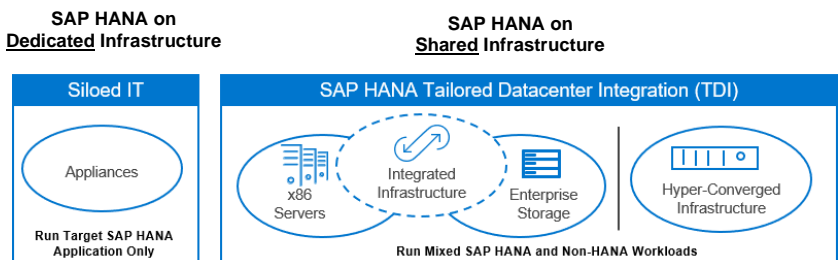 SAP HANA on
Dedicated Infrastructure
SAP HANA on
Shared Infrastructure
Siloed IT
Appliances
Run Target SAP HANA
Application Only
SAP HANA Tailored Datacenter Integration (TDI)
x86
Servers
Integrated
Infrastructure
Enterprise
Storage
Hyper-Converged
Infrastructure
Run Mixed SAP HANA and Non-HANA Workloads